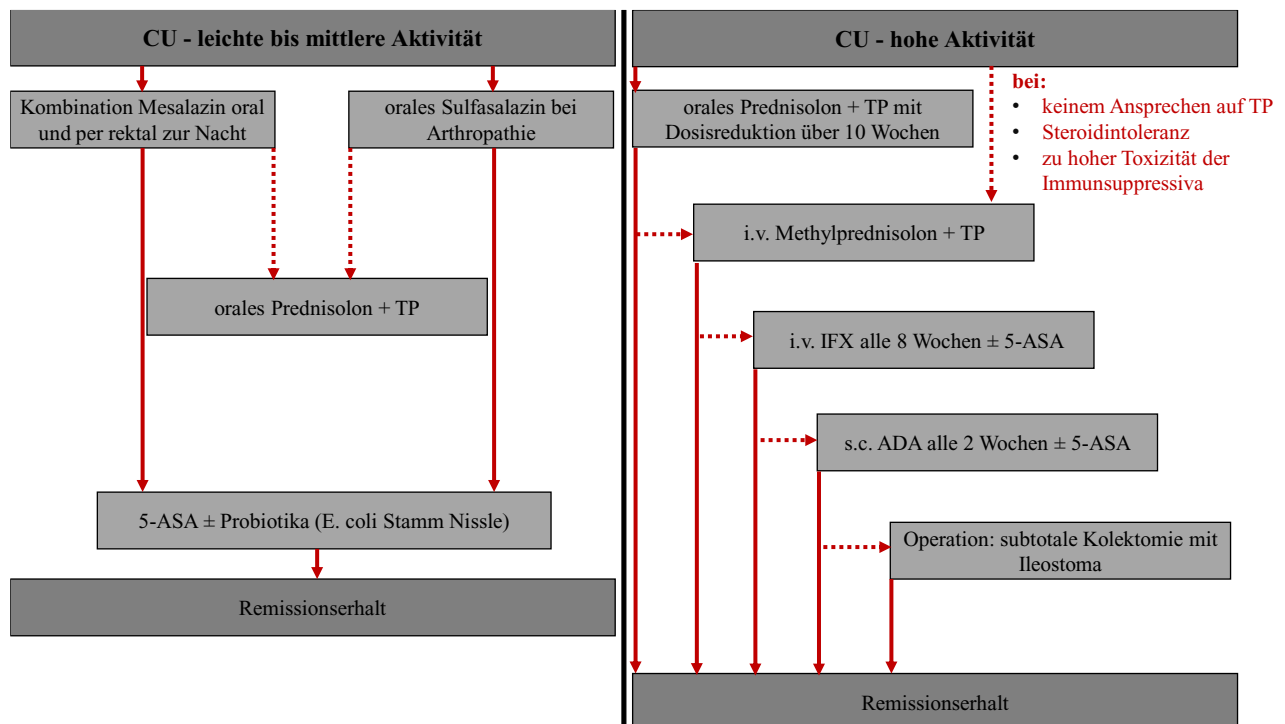 CU - leichte bis mittlere Aktivität
Kombination Mesalazin oral
und per rektal zur Nacht
orales Sulfasalazin bei
Arthropathie
orales Prednisolon + TP
5-ASA ± Probiotika (E. coli Stamm Nissle)
Remissionserhalt
CU - hohe Aktivität
orales Prednisolon + TP mit
Dosisreduktion über 10 Wochen
bei:
• keinem Ansprechen auf TP
• Steroidintoleranz
• zu hoher Toxizität der
Immunsuppressiva
i.v. Methylprednisolon + TP
i.v. IFX alle 8 Wochen ± 5-ASA
s.c. ADA alle 2 Wochen ± 5-ASA
Operation: subtotale Kolektomie mit
Ileostoma
Remissionserhalt